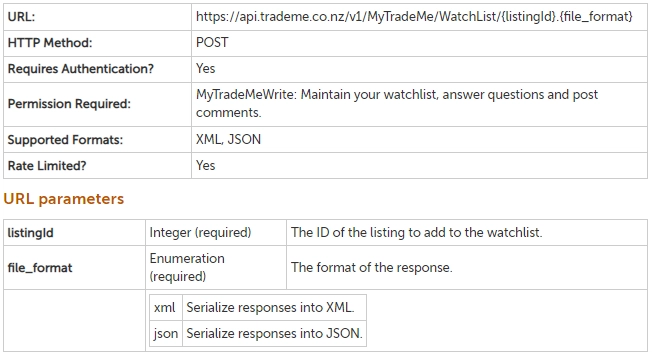 URL: https://api.trademe.co.nz/v1/MyTradeMe/WatchList/{listingId}.{file_format}
HTTP Method: POST
Requires Authentication? Yes
Permission Required: MyTradeMeWrite: Maintain your watchlist, answer questions and post
comments.
Supported Formats: XML, JSON
Rate Limited? Yes
URL parameters
listingId Integer (required) The ID of the listing to add to the watchlist.
file_format Enumeration
(required) The format of the response.
xml Serialize responses into XML.
json Serialize responses into JSON.